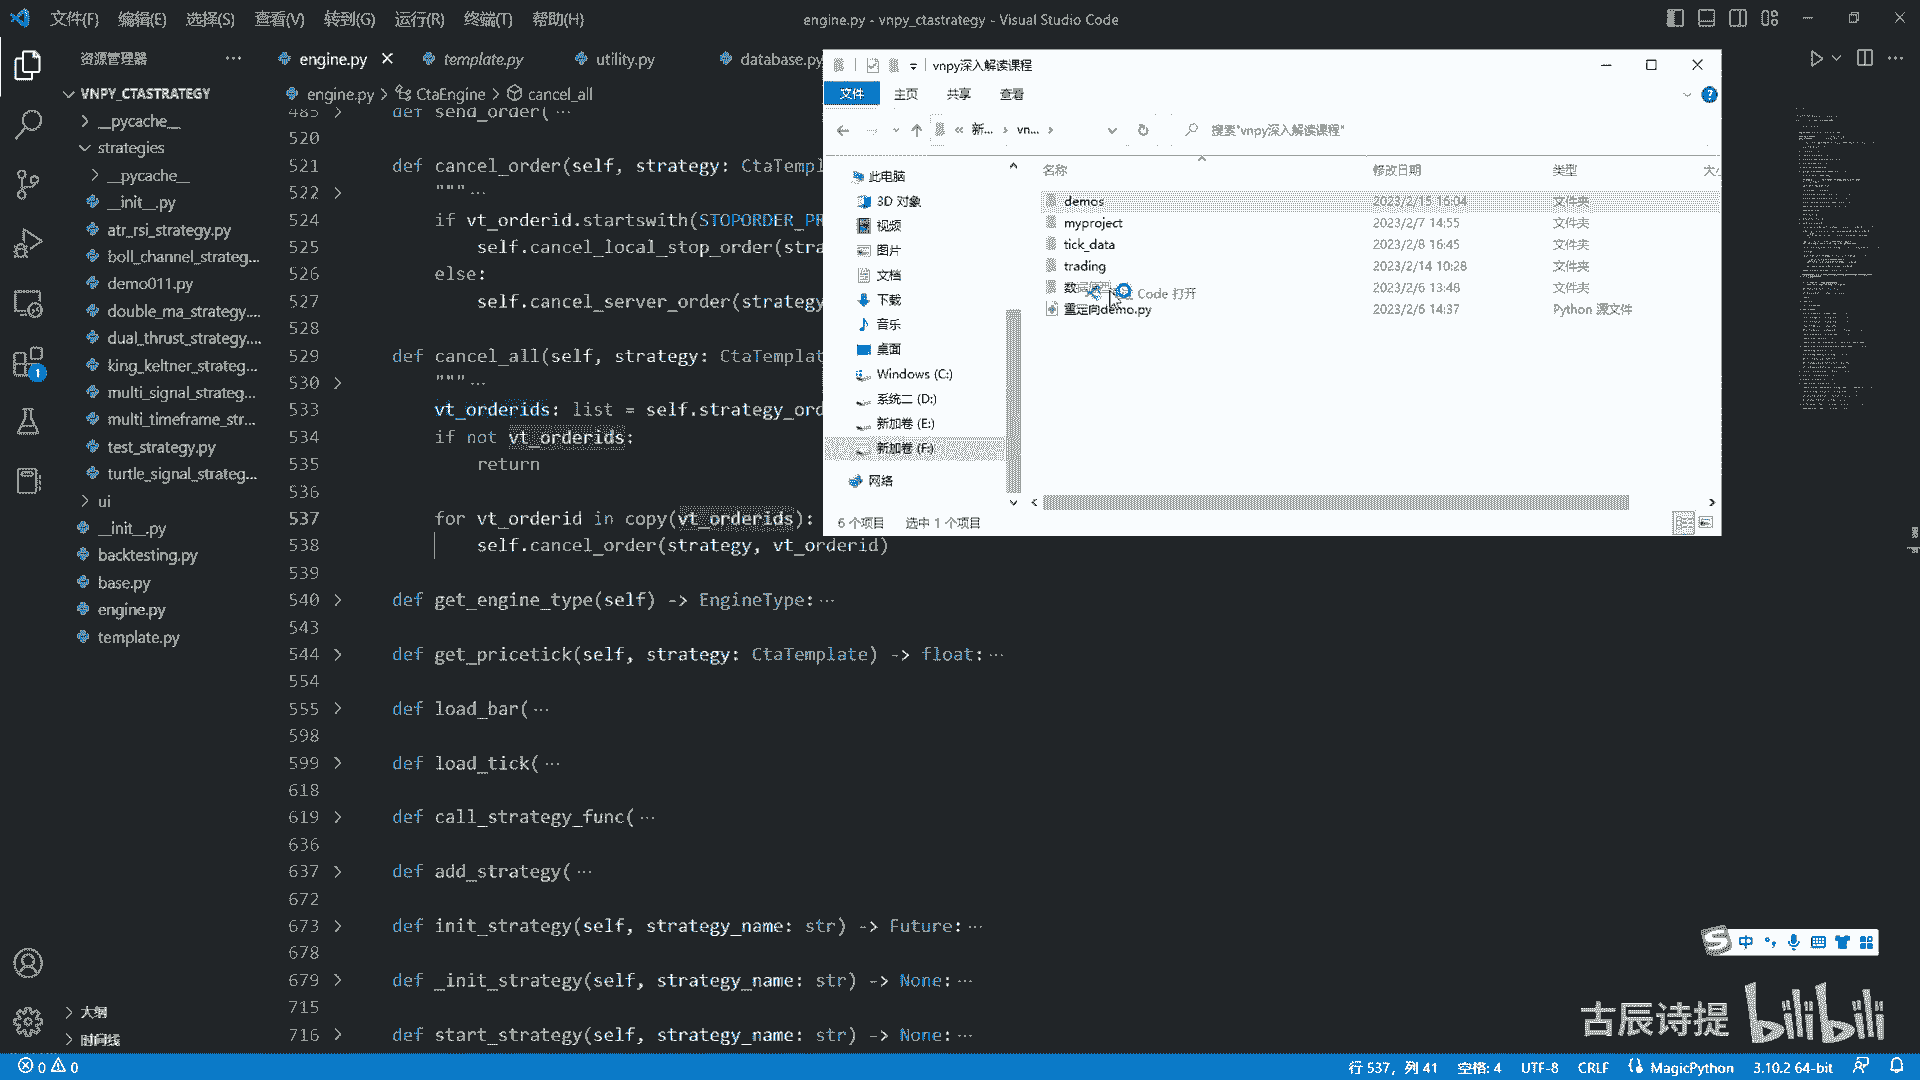 文件(F) 编辑(E) 选择(S) 查看(V) 转到(G) 运行(R) 终端(T) 帮助(H)
engine.py - vnpy_ctastrategy - Visual Studio Code
资源管理器
engine.py
template.py
utility.py
database.py
VNPY_CTASTRATEGY
__pycache__
strategies
__pycache__
__init__.py
atr_rsi_strategy.py
boll_channel_strateg...
demo011.py
double_ma_strategy....
dual_thrust_strategy....
king_keltner_strateg...
multi_signal_strateg...
multi_timeframe_str...
test_strategy.py
turtle_signal_strateg...
ui
__init__.py
backtesting.py
base.py
engine.py
template.py
大纲
时间线
engine.py > CtaEngine > cancel_all
485 def send_order(…
520
521 def cancel_order(self, strategy: CtaTempl
522 """…
524 if vt_orderid.startswith(STOPORDER_PR
525 self.cancel_local_stop_order(stra
526 else:
527 self.cancel_server_order(strategy
528
529 def cancel_all(self, strategy: CtaTemplat
530 """…
533 vt_orderids: list = self.strategy_ord
534 if not vt_orderids:
535 return
536
537 for vt_orderid in copy(vt_orderids):
538 self.cancel_order(strategy, vt_orderid)
539
540 def get_engine_type(self) -> EngineType:…
543
544 def get_pricetick(self, strategy: CtaTemplate) -> float:…
554
555 def load_bar(…
598
599 def load_tick(…
618
619 def call_strategy_func(…
636
637 def add_strategy(…
672
673 def init_strategy(self, strategy_name: str) -> Future:…
678
679 def _init_strategy(self, strategy_name: str) -> None:…
715
716 def start_strategy(self, strategy_name: str) -> None:…
vnpy深入解读课程
文件 主页 共享 查看
« 新... › vn... ›
搜索"vnpy深入解读课程"
此电脑
3D 对象
视频
图片
文档
下载
音乐
桌面
Windows (C:)
系统二 (D:)
新加卷 (E:)
新加卷 (F:)
网络
名称 修改日期 类型
demos 2023/2/15 16:04 文件夹
myproject 2023/2/7 14:55 文件夹
tick_data 2023/2/8 16:45 文件夹
trading 2023/2/14 10:28 文件夹
数 2023/2/6 13:48 文件夹
Code 打开
重定向demo.py 2023/2/6 14:37 Python 源文件
6 个项目 选中 1 个项目
中
古辰诗提 bilibili
0 0
行 537，列 41 空格: 4 UTF-8 CRLF MagicPython 3.10.2 64-bit